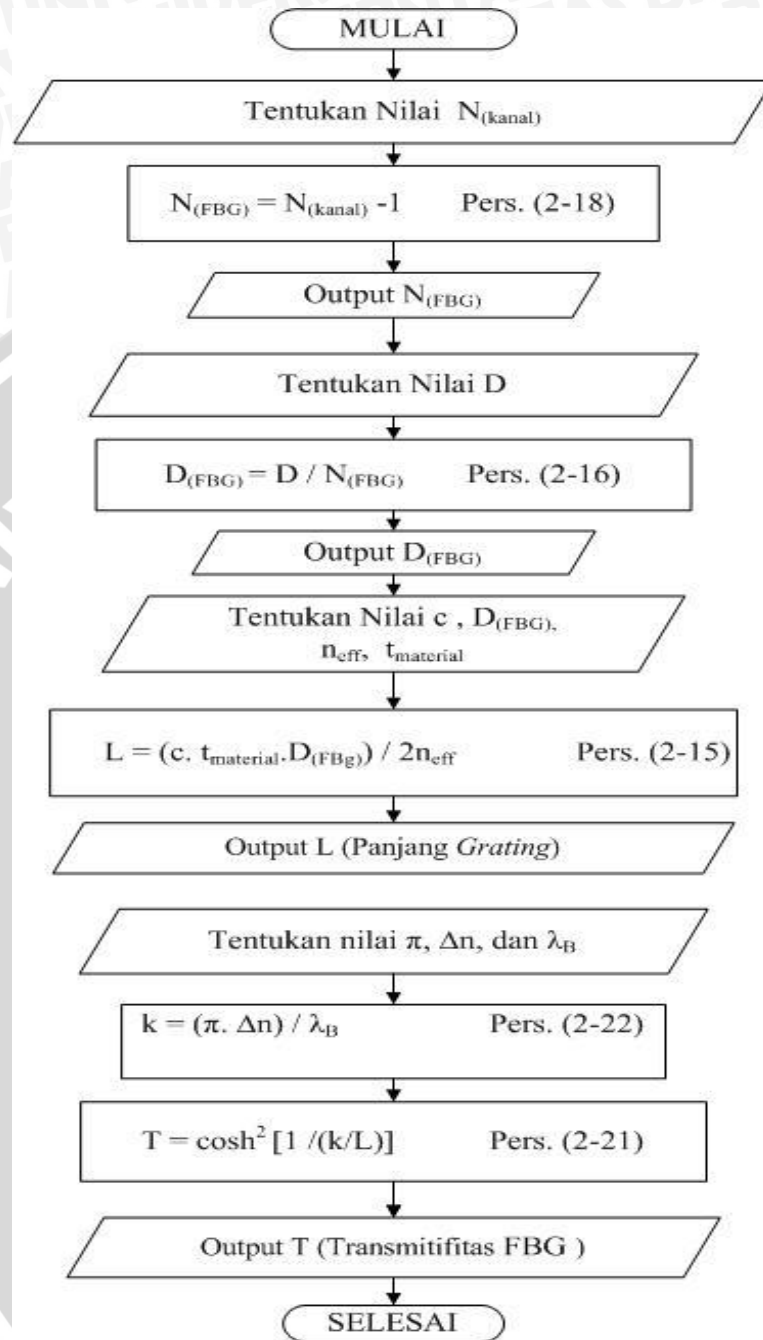 MULAI
Tentukan Nilai N(kanal)
N(FBG) = N(kanal) -1 Pers. (2-18)
Output N(FBG)
Tentukan Nilai D
D(FBG) = D / N(FBG) Pers. (2-16)
Output D(FBG)
Tentukan Nilai c , D(FBG),
neff, tmaterial
L = (c. tmaterial.D(FBg)) / 2neff Pers. (2-15)
Output L (Panjang Grating)
Tentukan nilai π, Δn, dan λB
k = (π. Δn) / λB Pers. (2-22)
T = cosh² [1 /(k/L)] Pers. (2-21)
Output T (Transmitifitas FBG )
SELESAI